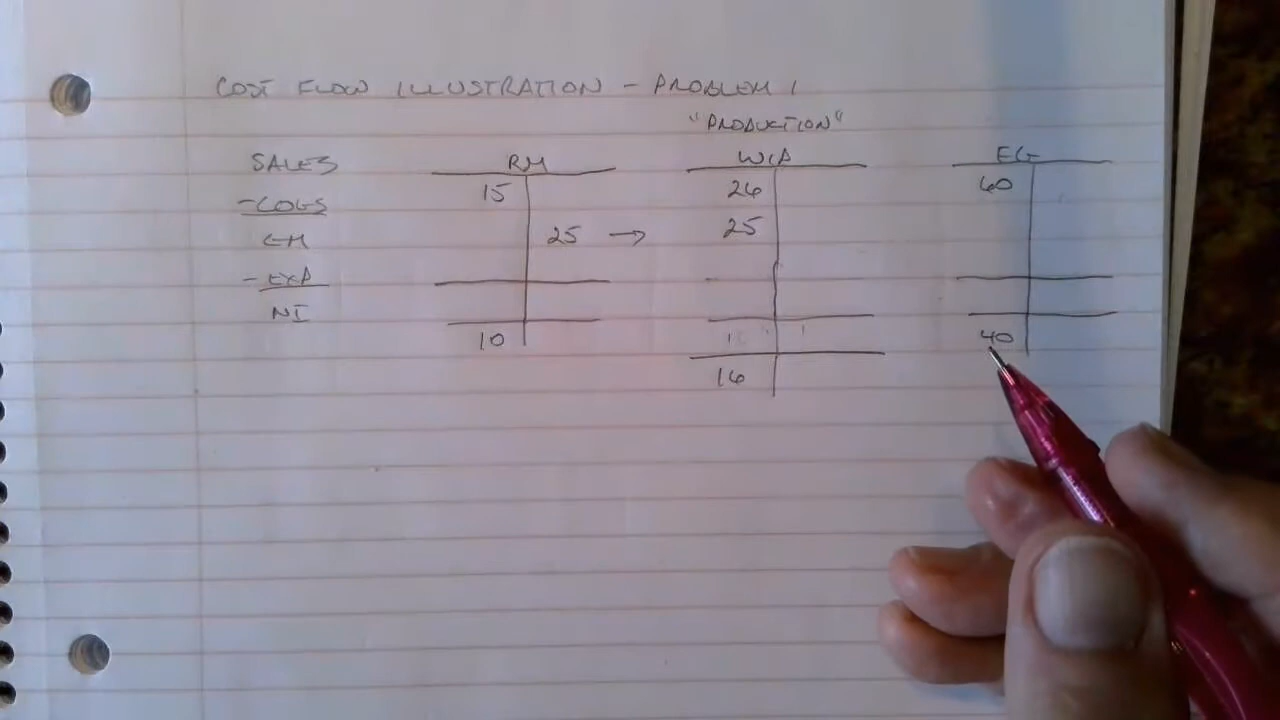 COST FLOW ILLUSTRATION - PROBLEM 1
"PRODUCTION"
SALES RM WIP FG
15 26 60
-COGS
GM 25 → 25
-EXP
NI
10 40
16